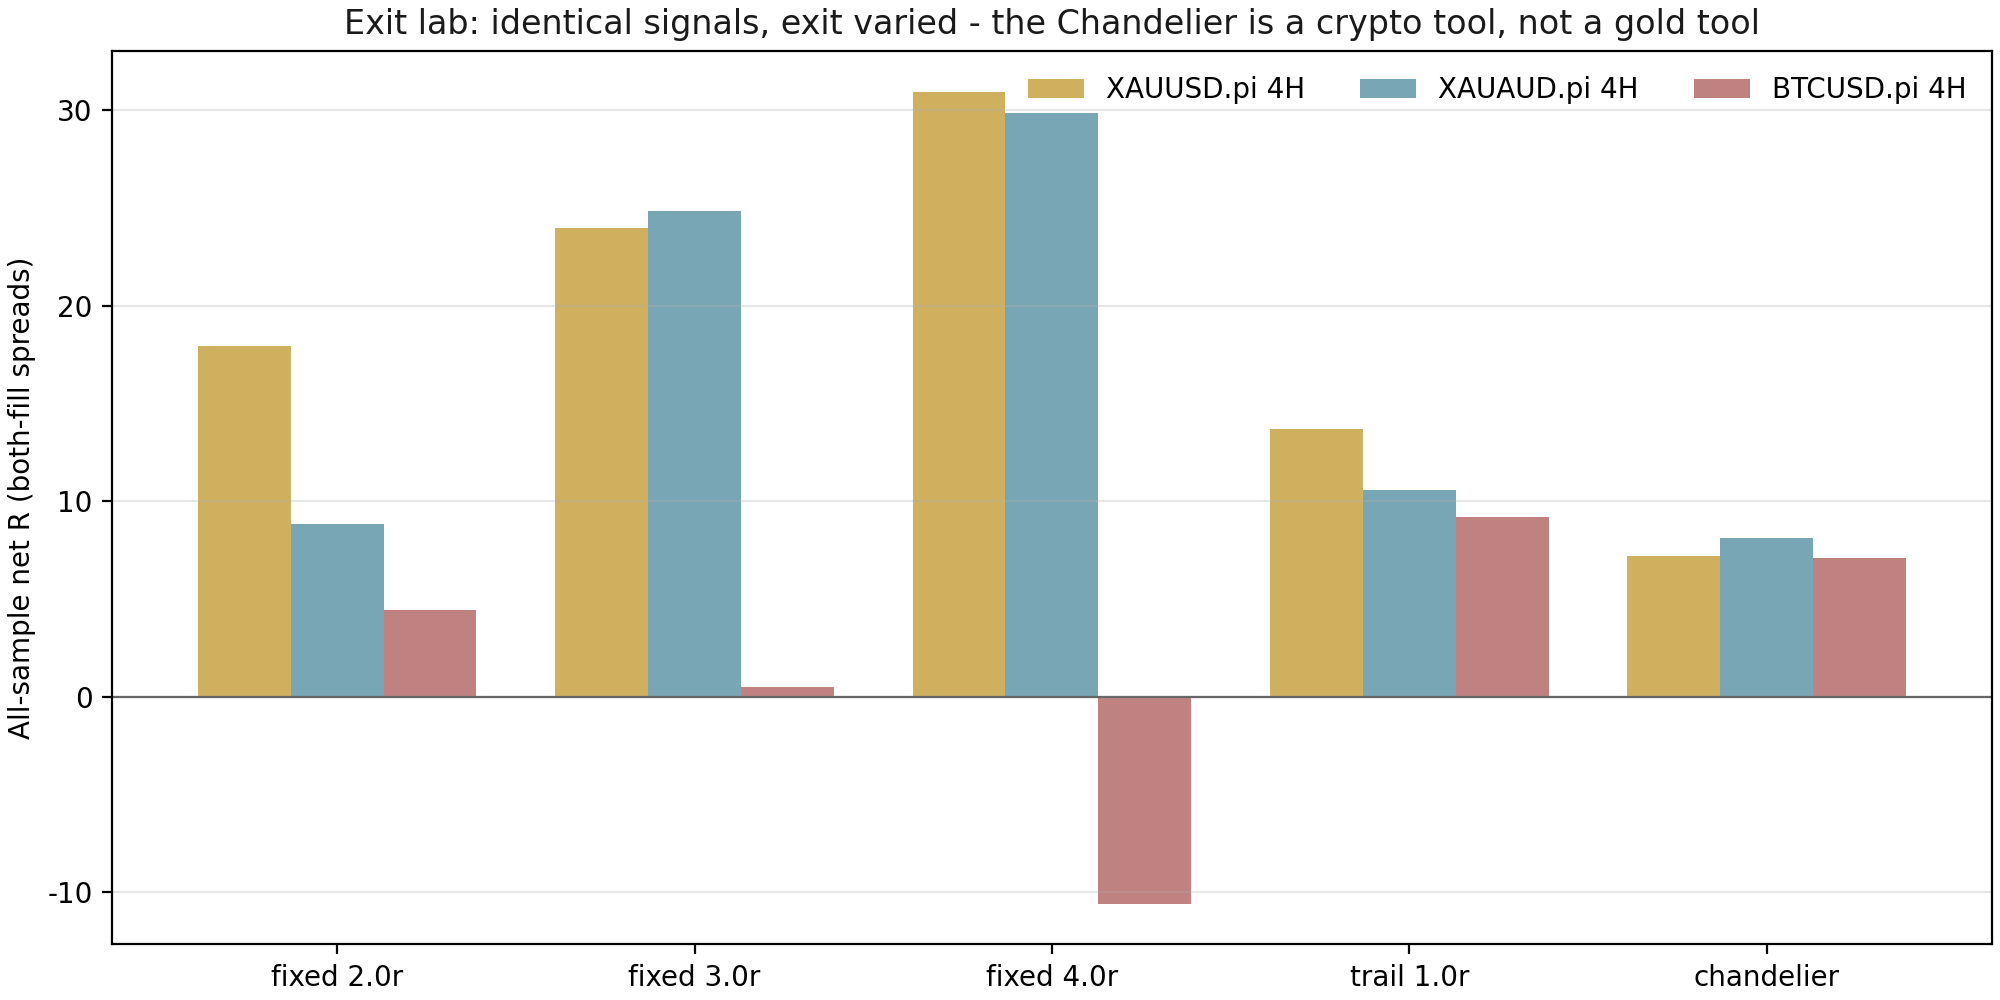 Exit lab: identical signals, exit varied - the Chandelier is a crypto tool, not a gold tool
XAUUSD.pi 4H
XAUAUD.pi 4H
BTCUSD.pi 4H
All-sample net R (both-fill spreads)
30
20
10
0
-10
fixed 2.0r
fixed 3.0r
fixed 4.0r
trail 1.0r
chandelier